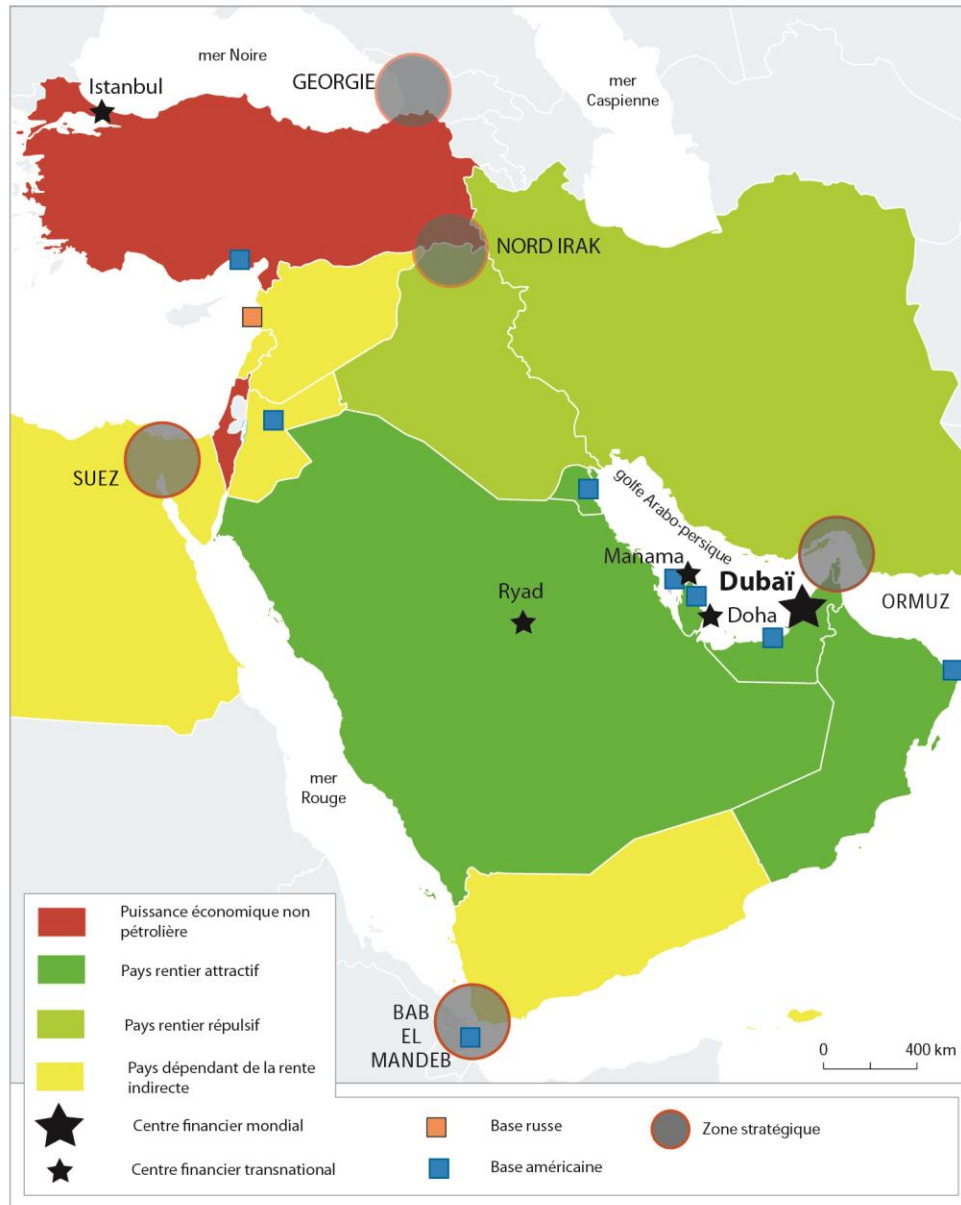 mer Noire
Istanbul
GEORGIE
mer
Caspienne
NORD IRAK
SUEZ
golfe Arabo-persique
Mañama
Dubaï
Ryad
Doha
ORMUZ
mer
Rouge
BAB
EL
MANDEB
0 400 km
Puissance économique non
pétrolière
Pays rentier attractif
Pays rentier répulsif
Pays dépendant de la rente
indirecte
Centre financier mondial
Centre financier transnational
Base russe
Base américaine
Zone stratégique